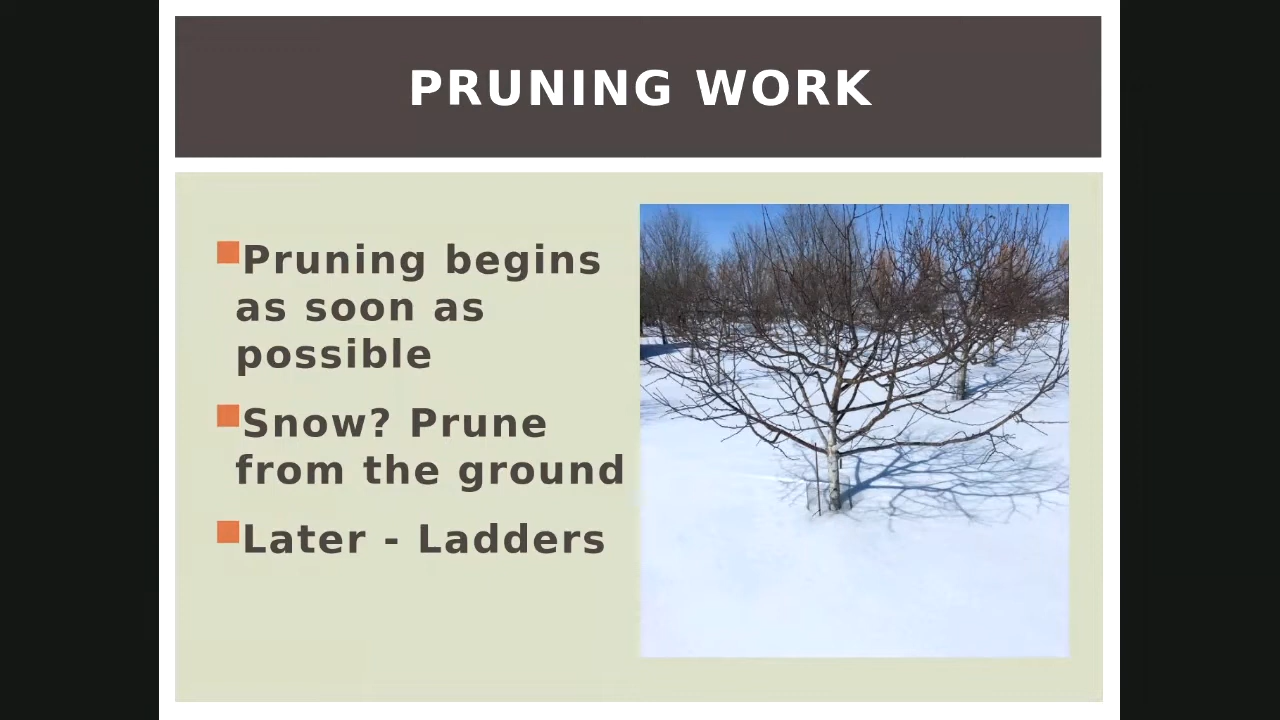 PRUNING WORK
Pruning begins
as soon as
possible
Snow? Prune
from the ground
Later - Ladders